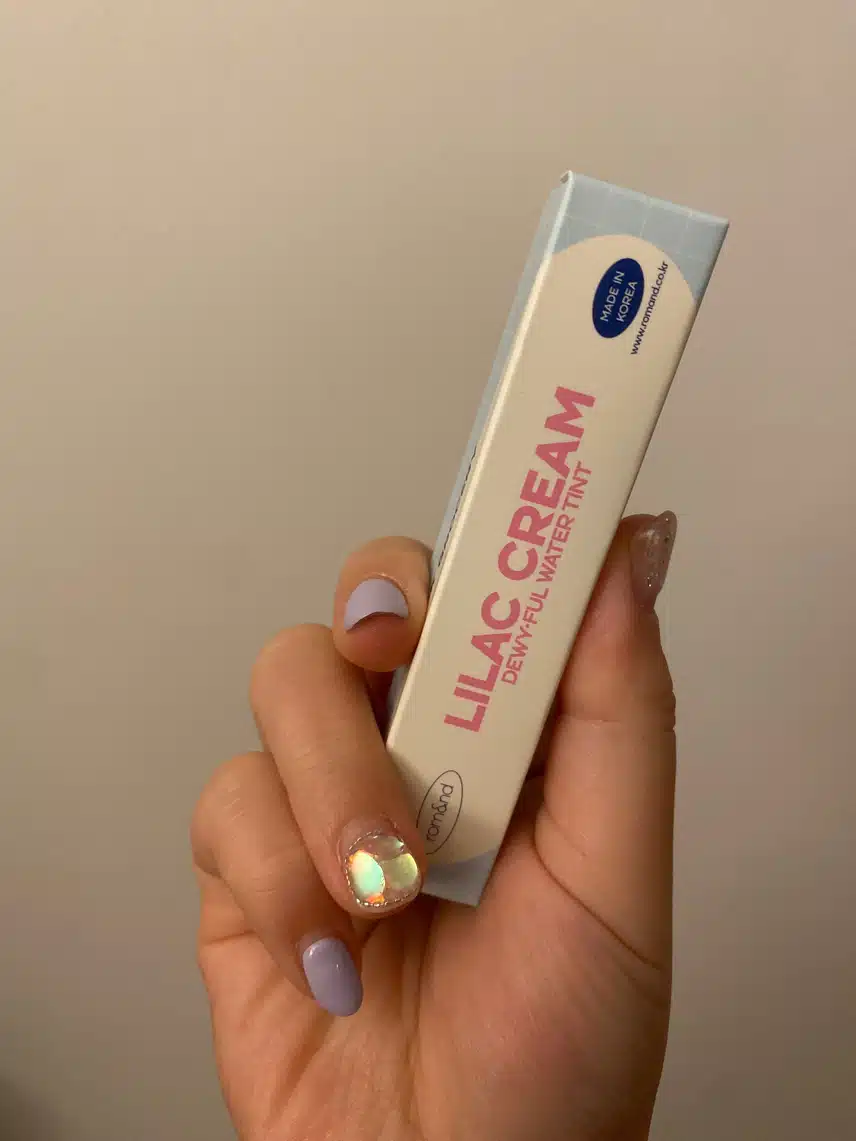 MADE IN
KOREA
www.romand.co.kr
LILAC CREAM
DEWY·FUL WATER TINT
rom&nd